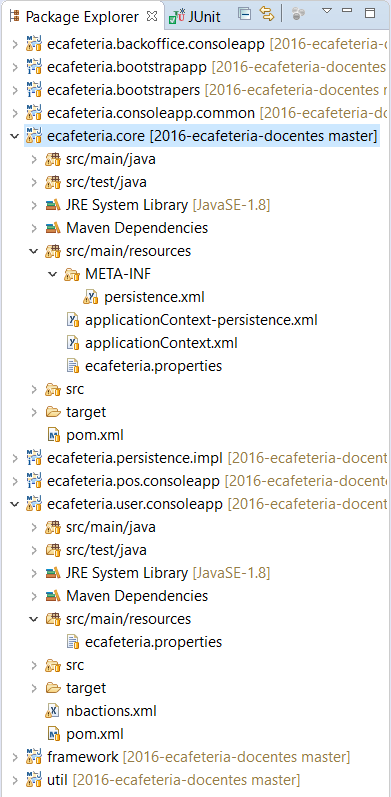 Package Explorer JUnit
ecafeteria.backoffice.consoleapp [2016-ecafeteria-d
ecafeteria.bootstrapapp [2016-ecafeteria-docentes
ecafeteria.bootstrapers [2016-ecafeteria-docentes r
ecafeteria.consoleapp.common [2016-ecafeteria-
ecafeteria.core [2016-ecafeteria-docentes master]
src/main/java
src/test/java
JRE System Library [JavaSE-1.8]
Maven Dependencies
src/main/resources
META-INF
persistence.xml
applicationContext-persistence.xml
applicationContext.xml
ecafeteria.properties
src
target
pom.xml
ecafeteria.persistence.impl [2016-ecafeteria-docent
ecafeteria.pos.consoleapp [2016-ecafeteria-docente
ecafeteria.user.consoleapp [2016-ecafeteria-docent
src/main/java
src/test/java
JRE System Library [JavaSE-1.8]
Maven Dependencies
src/main/resources
ecafeteria.properties
src
target
nbactions.xml
pom.xml
framework [2016-ecafeteria-docentes master]
util [2016-ecafeteria-docentes master]